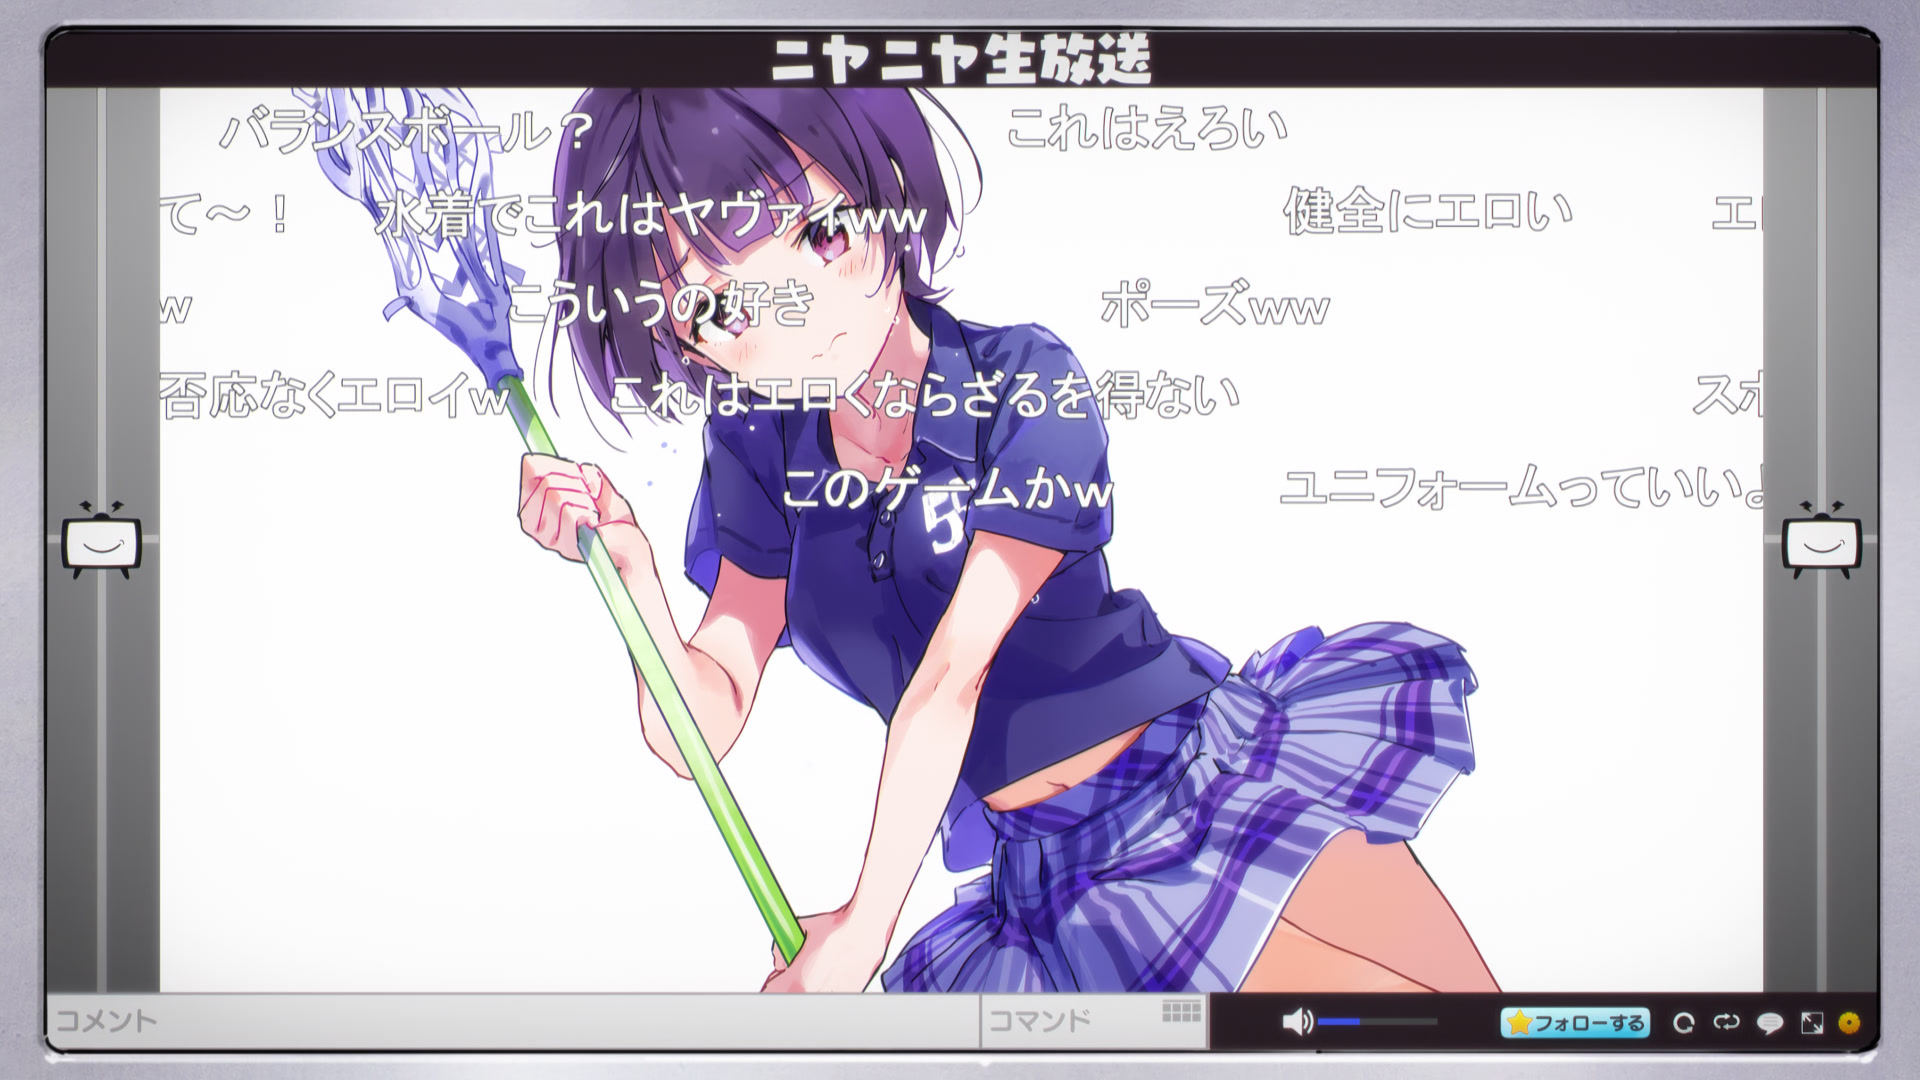 ニヤニヤ生放送
バランスボール？ これはえろい
て～！ 水着でこれはヤヴァイww 健全にエロい エ
w こういうの好き ポーズww
否応なくエロイw これはエロくならざるを得ない スポ
このゲームかw ユニフォームっていいよ
5
コメント コマンド フォローする